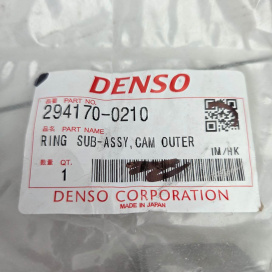 DENSO
品番 PART NO.
294170-0210
品名 PART NAME
RING SUB-ASSY,CAM OUTER
1M/HK
数量 QT.
1
DENSO CORPORATION
MADE IN JAPAN